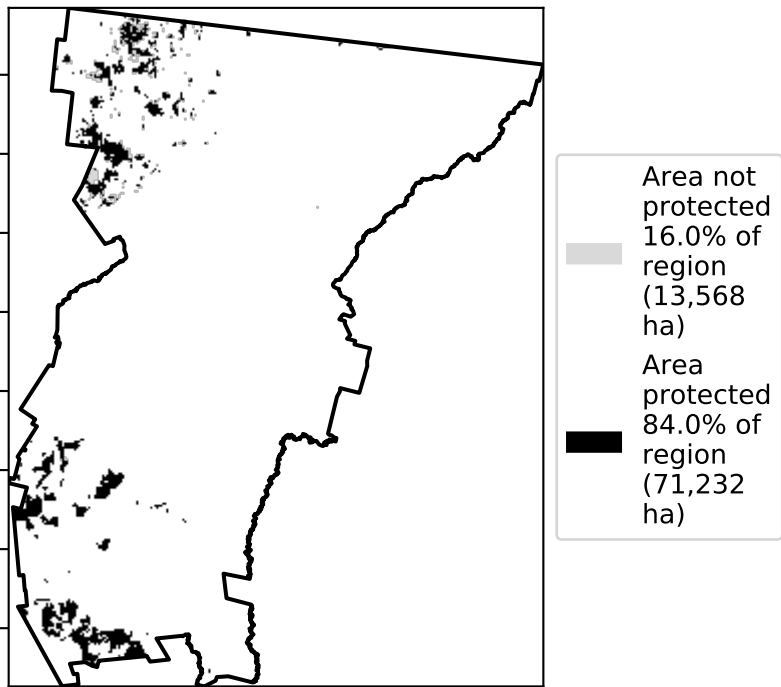 Area not
protected
16.0% of
region
(13,568
ha)
Area
protected
84.0% of
region
(71,232
ha)